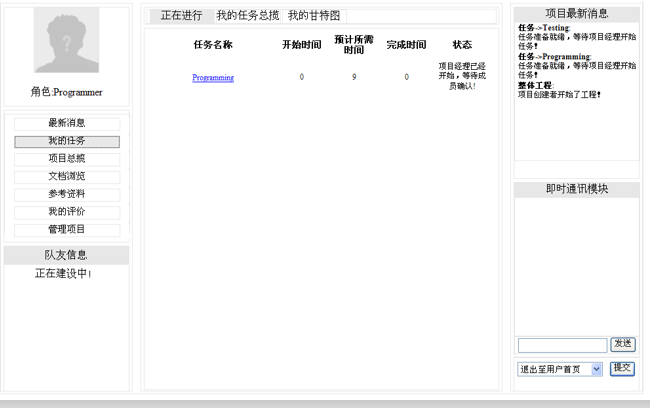 ?
角色:Programmer
最新消息
我的任务
项目总揽
文档浏览
参考资料
我的评价
管理项目
队友信息
正在建设中!
正在进行 我的任务总揽 我的甘特图
任务名称 开始时间 预计所需时间 完成时间 状态
Programming 0 9 0 项目经理已经开始，等待成员确认!
项目最新消息
任务->Testing:
任务准备就绪，等待项目经理开始
任务!
任务->Programming:
任务准备就绪，等待项目经理开始
任务!
整体工程:
项目创建者开始了工程!
即时通讯模块
发送
退出至用户首页 提交